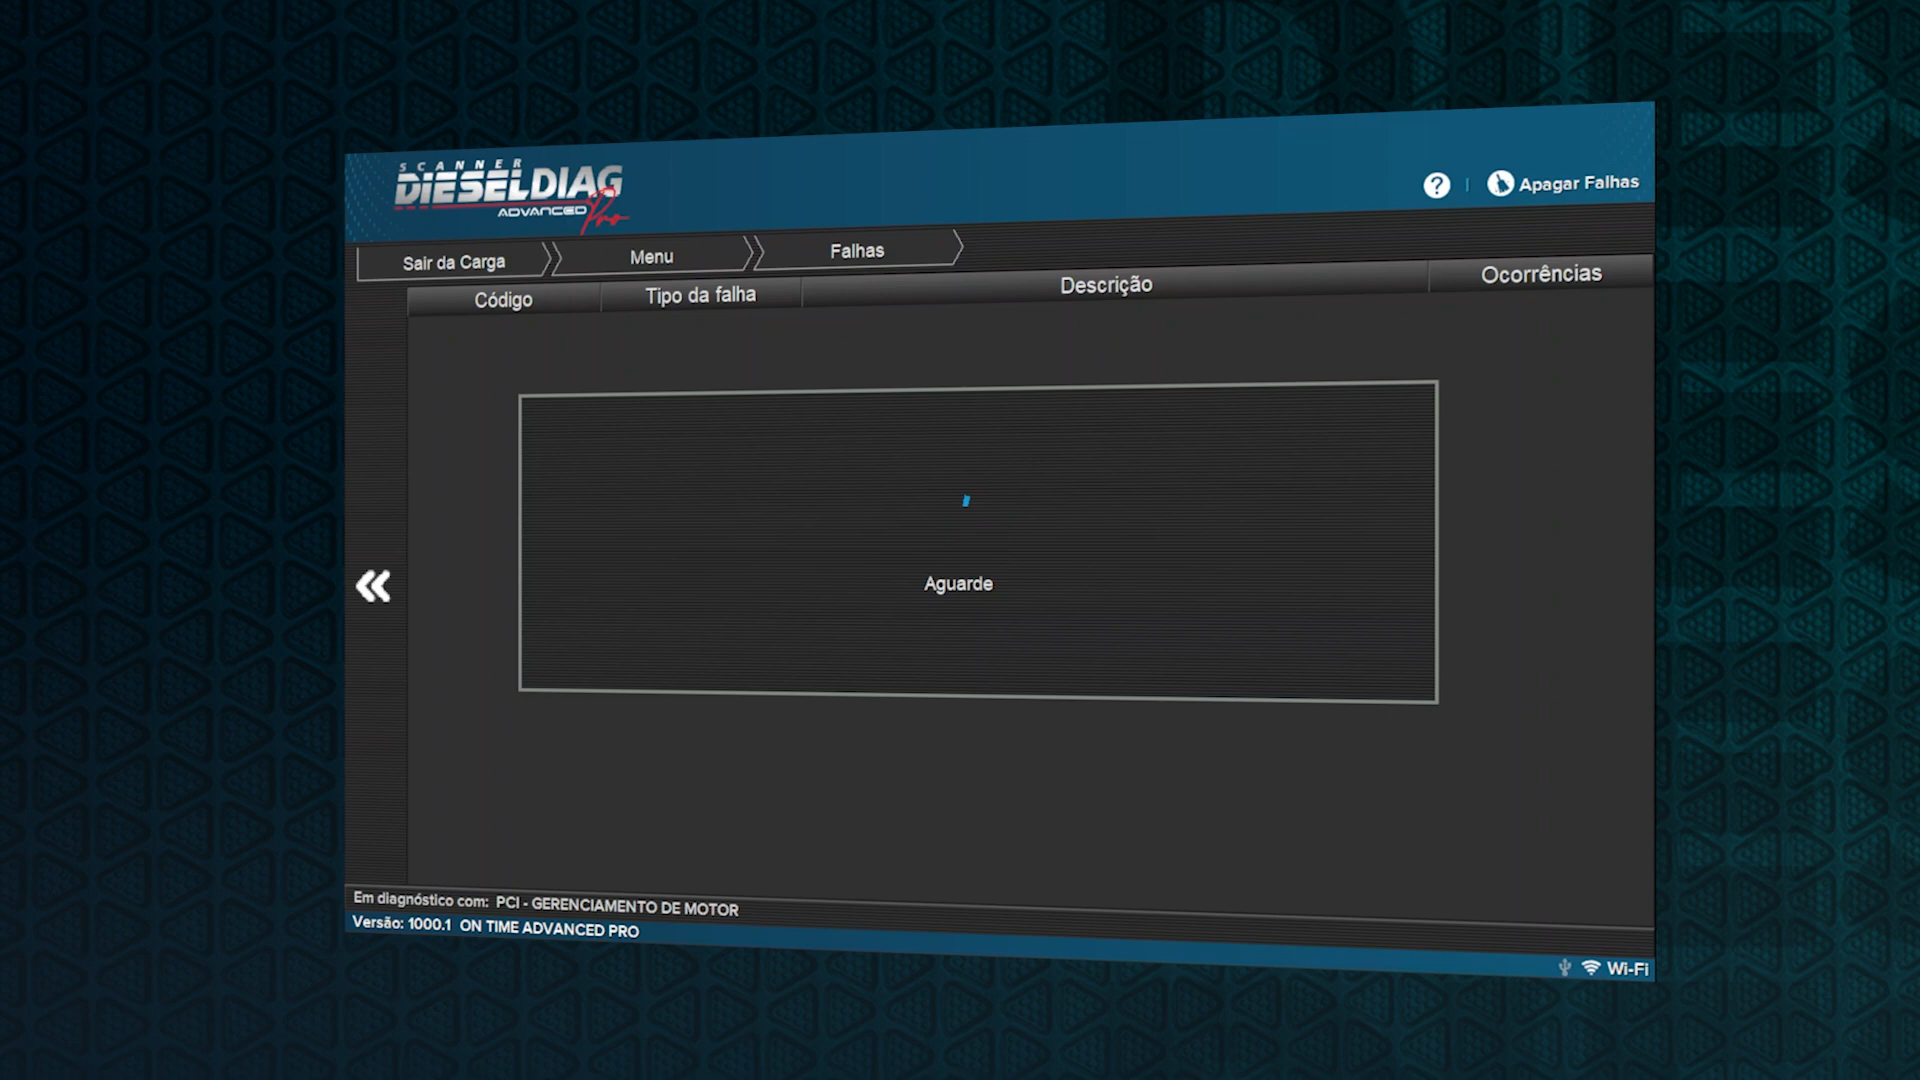 SCANNER
DIESELDIAG
ADVANCED Pro
Apagar Falhas
Sair da Carga
Menu
Falhas
Código
Tipo da falha
Descrição
Ocorrências
Aguarde
Em diagnóstico com: PCI - GERENCIAMENTO DE MOTOR
Versão: 1000.1 ON TIME ADVANCED PRO
Wi-Fi